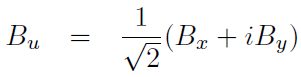 $B_u = \frac{1}{\sqrt{2}}(B_x + iB_y)$